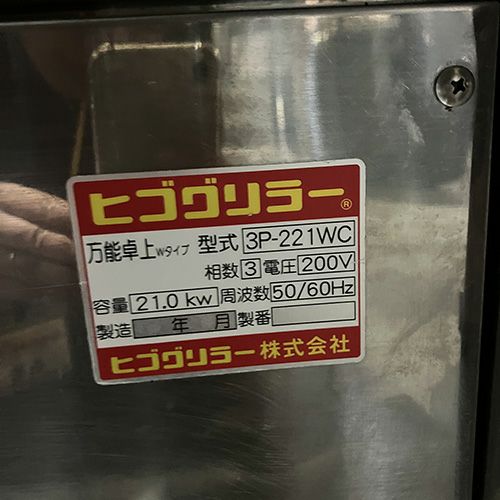 ヒゴグリラー®
万能卓上Wタイプ 型式 3P-221WC
相数 3 電圧 200V
容量 21.0 kw 周波数 50/60Hz
製造 年 月 製番
ヒゴグリラー株式会社